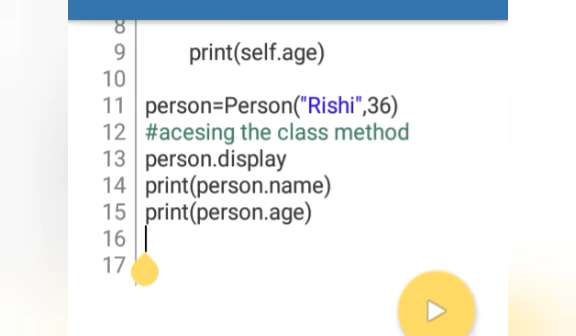 8
9 print(self.age)
10
11 person=Person("Rishi",36)
12 #acesing the class method
13 person.display
14 print(person.name)
15 print(person.age)
16
17